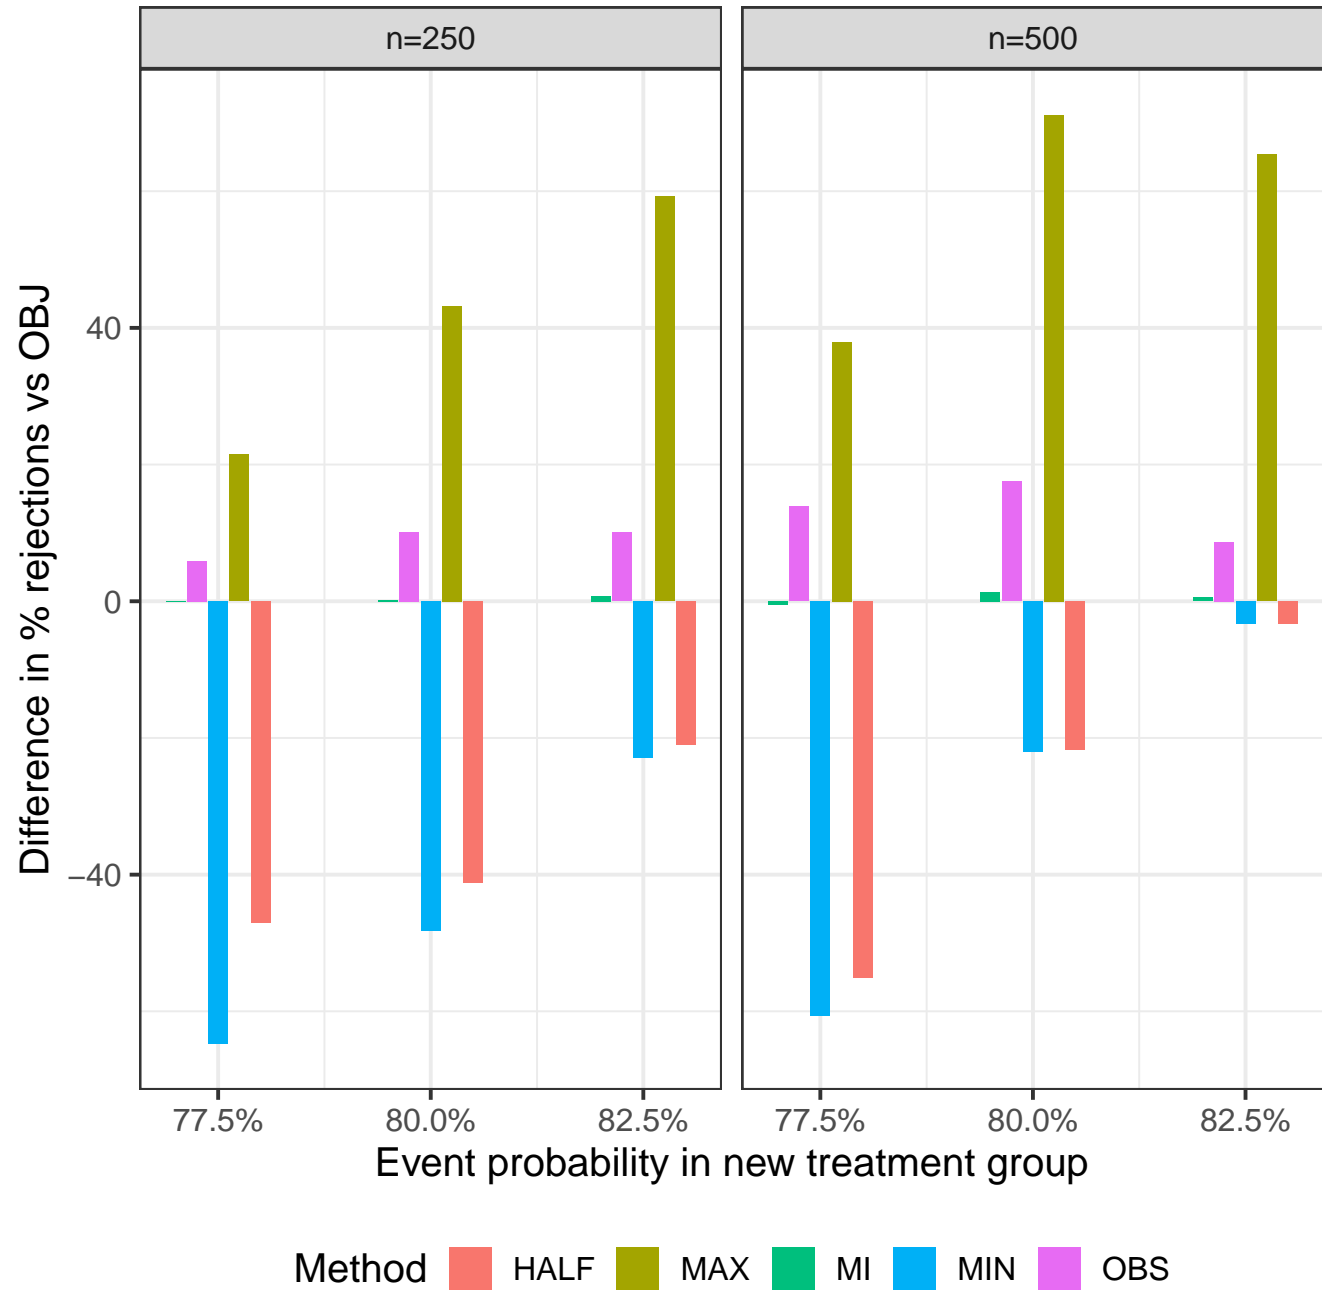 n=250 n=500
Difference in % rejections vs OBJ
40
0
−40
77.5% 80.0% 82.5% 77.5% 80.0% 82.5%
Event probability in new treatment group
Method HALF MAX MI MIN OBS